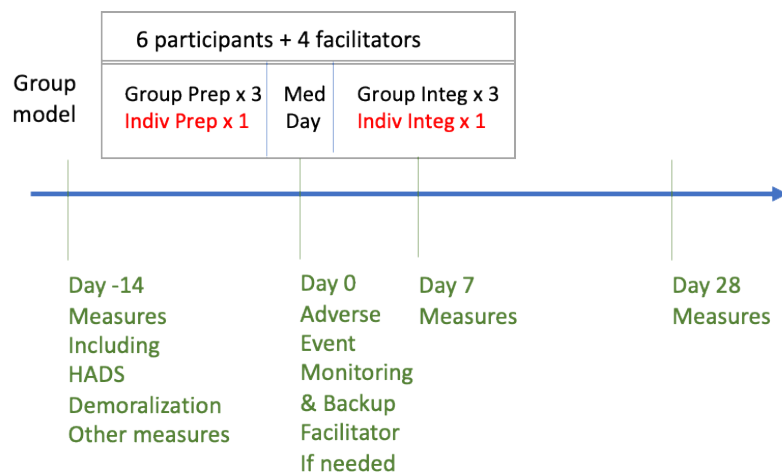 6 participants + 4 facilitators
Group
model
Group Prep x 3
Indiv Prep x 1
Med
Day
Group Integ x 3
Indiv Integ x 1
Day -14
Measures
Including
HADS
Demoralization
Other measures
Day 0
Adverse
Event
Monitoring
& Backup
Facilitator
If needed
Day 7
Measures
Day 28
Measures